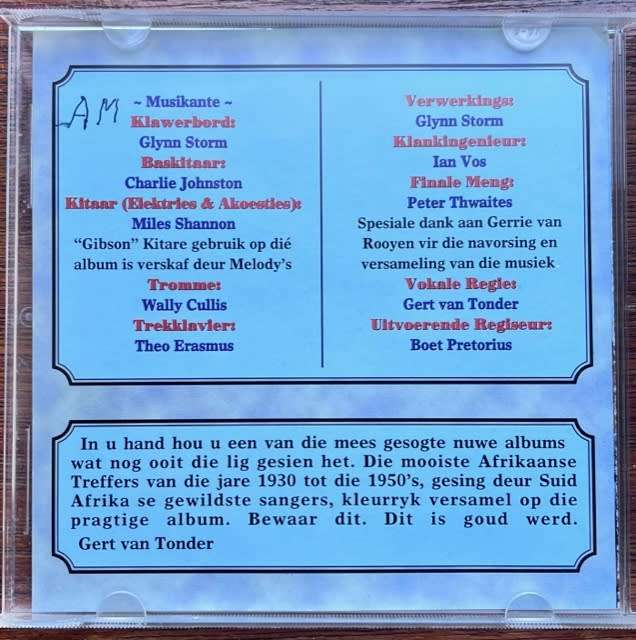 AM
~ Musikante ~
Klawerbord:
Glynn Storm
Baskitaar:
Charlie Johnston
Kitaar (Elektries & Akoesties):
Miles Shannon
“Gibson” Kitare gebruik op dié
album is verskaf deur Melody’s
Tromme:
Wally Cullis
Trekklavier:
Theo Erasmus
Verwerkings:
Glynn Storm
Klankingenieur:
Ian Vos
Finale Meng:
Peter Thwaites
Spesiale dank aan Gerrie van
Rooyen vir die navorsing en
versameling van die musiek
Vokale Regie:
Gert van Tonder
Uitvoerende Regiseur:
Boet Pretorius
In u hand hou u een van die mees gesogte nuwe albums
wat nog ooit die lig gesien het. Die mooiste Afrikaanse
Treffers van die jare 1930 tot die 1950’s, gesing deur Suid
Afrika se gewildste sangers, kleurryk versamel op die
pragtige album. Bewaar dit. Dit is goud werd.
Gert van Tonder